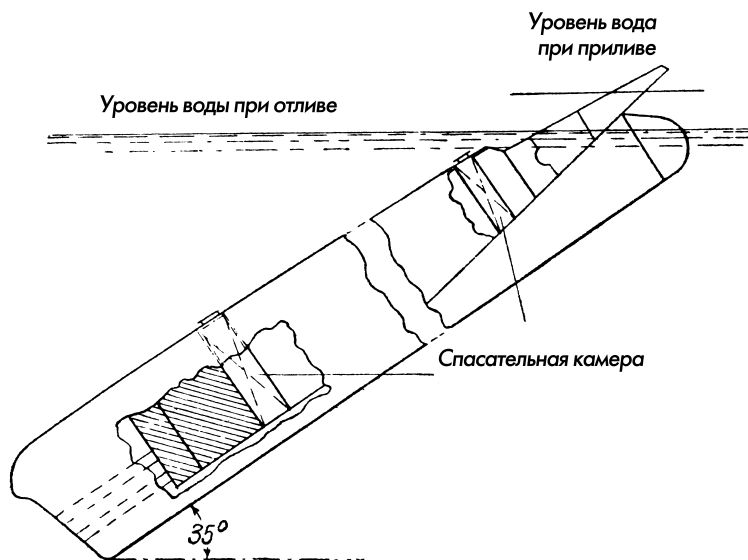 Уровень вода
при приливе
Уровень воды при отливе
Спасательная камера
35°